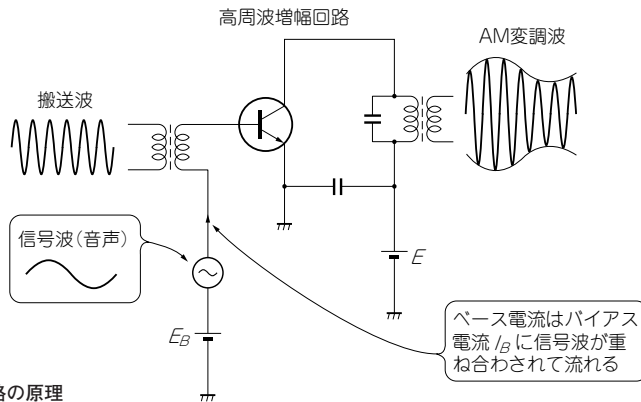 高周波増幅回路
AM変調波
搬送波
信号波(音声)
E
E_B
ベース電流はバイアス
電流 I_B に信号波が重
ね合わされて流れる
路の原理